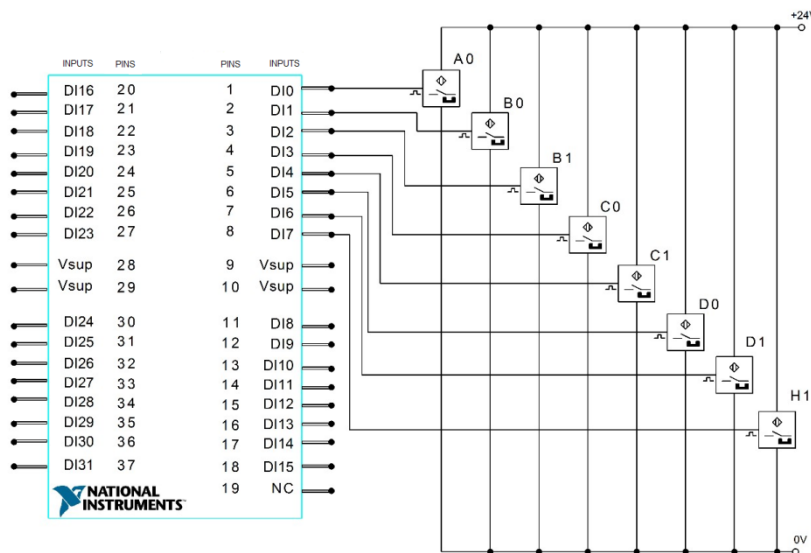 +24V
INPUTS PINS PINS INPUTS
DI16 20 1 DI0
DI17 21 2 DI1
DI18 22 3 DI2
DI19 23 4 DI3
DI20 24 5 DI4
DI21 25 6 DI5
DI22 26 7 DI6
DI23 27 8 DI7
Vsup 28 9 Vsup
Vsup 29 10 Vsup
DI24 30 11 DI8
DI25 31 12 DI9
DI26 32 13 DI10
DI27 33 14 DI11
DI28 34 15 DI12
DI29 35 16 DI13
DI30 36 17 DI14
DI31 37 18 DI15
19 NC
NATIONAL
INSTRUMENTS
A0
B0
B1
C0
C1
D0
D1
H1
0V